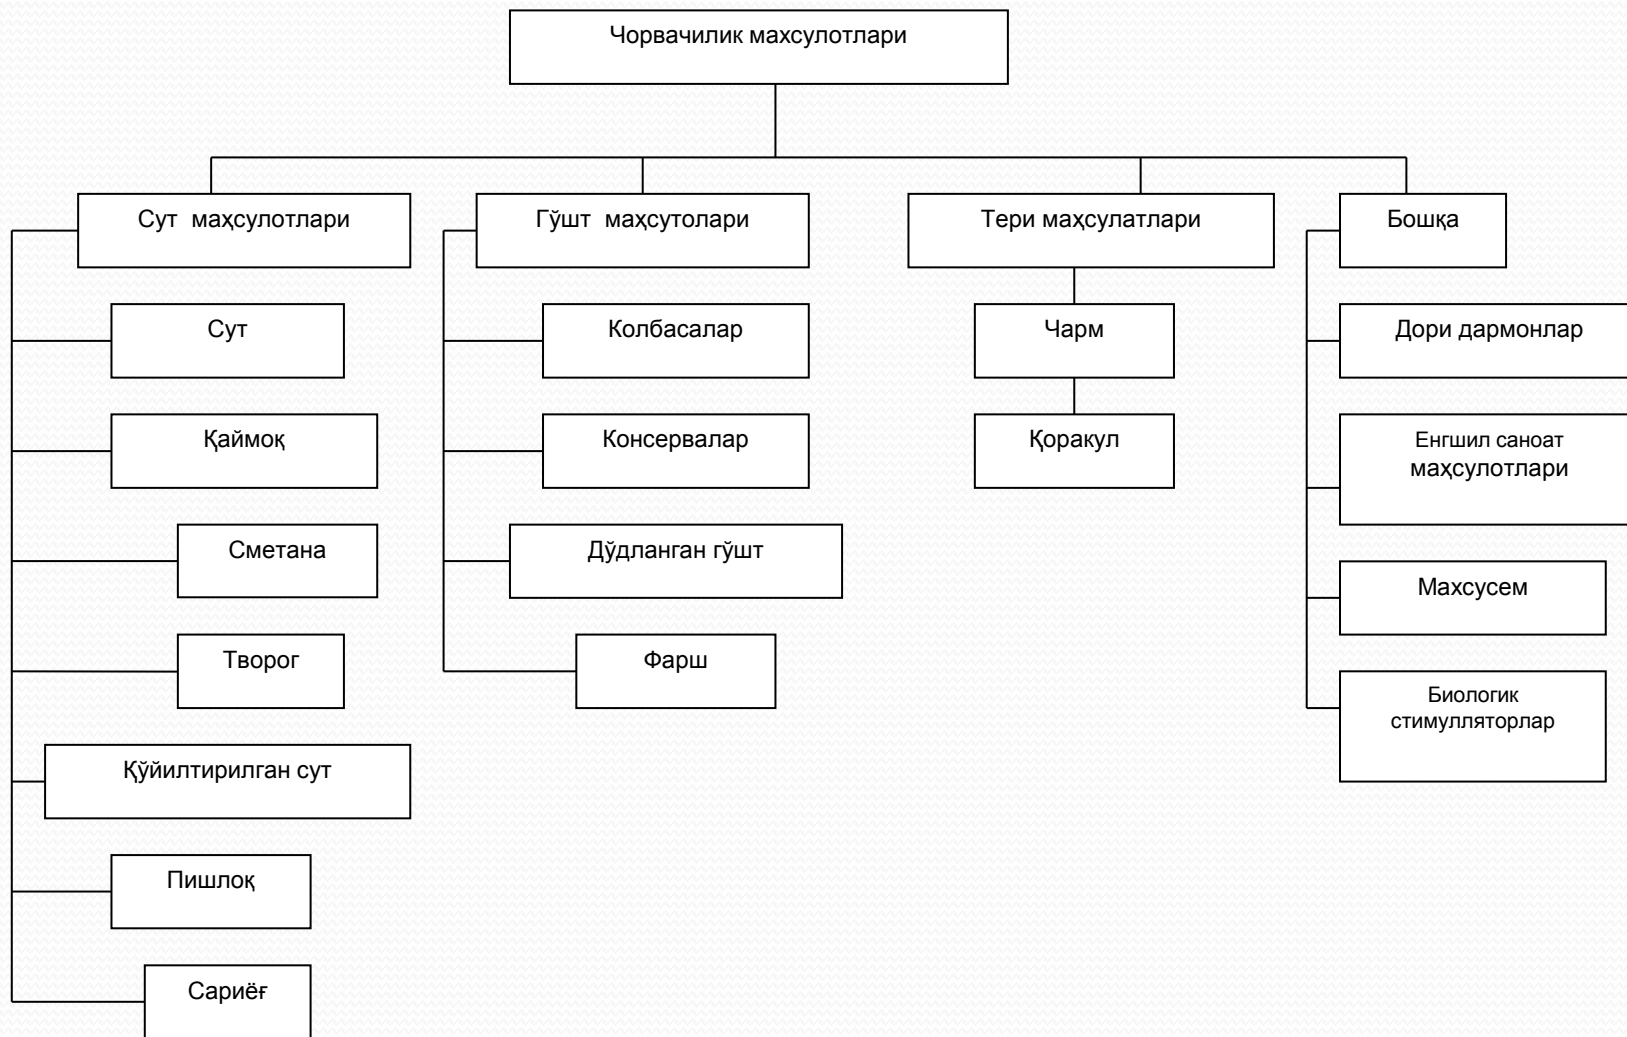 Чорвачилик махсулотлари
Сут маҳсулотлари
Сут
Қаймоқ
Сметана
Творог
Қўйилтирилган сут
Пишлоқ
Сариёғ
Гўшт маҳсутолари
Колбасалар
Консервалар
Дўдланган гўшт
Фарш
Тери маҳсулатлари
Чарм
Қоракул
Бошқа
Дори дармонлар
Енгшил саноат
маҳсулотлари
Махсусем
Биологик
стимулляторлар